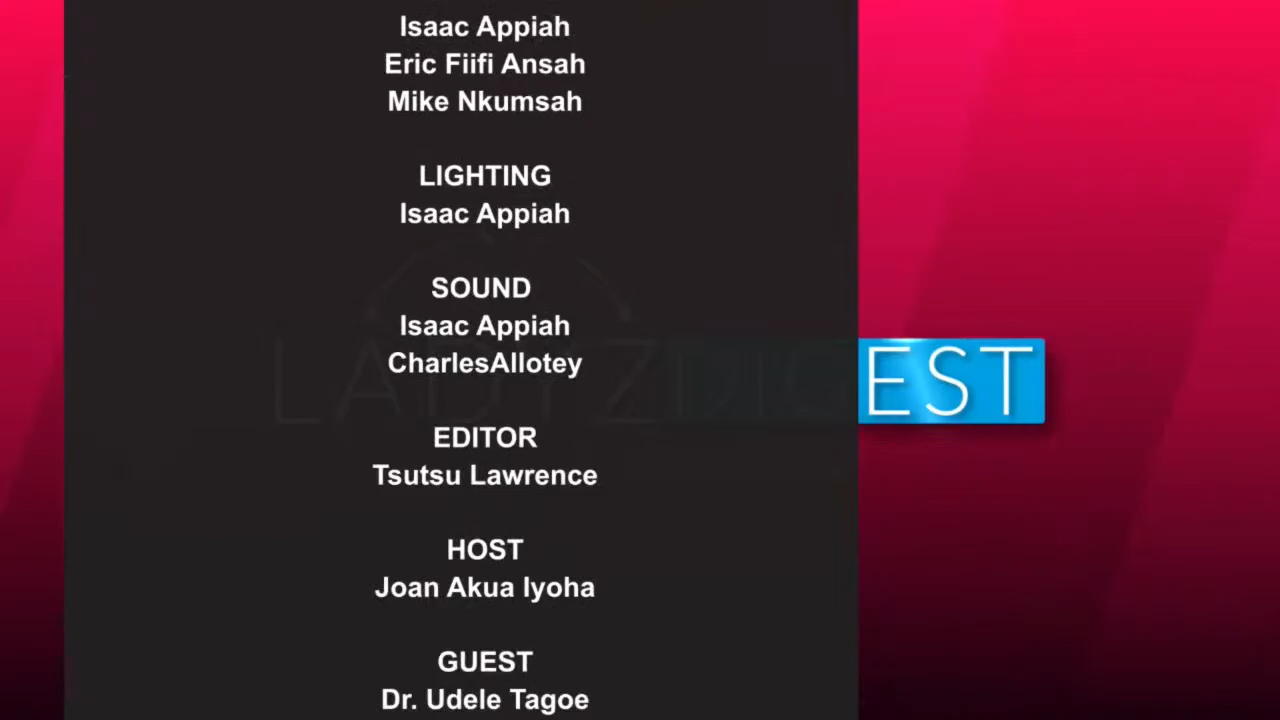 Isaac Appiah
Eric Fiifi Ansah
Mike Nkumsah
LIGHTING
Isaac Appiah
SOUND
Isaac Appiah
CharlesAllotey
LADYZDIGEST
EDITOR
Tsutsu Lawrence
HOST
Joan Akua Iyoha
GUEST
Dr. Udele Tagoe